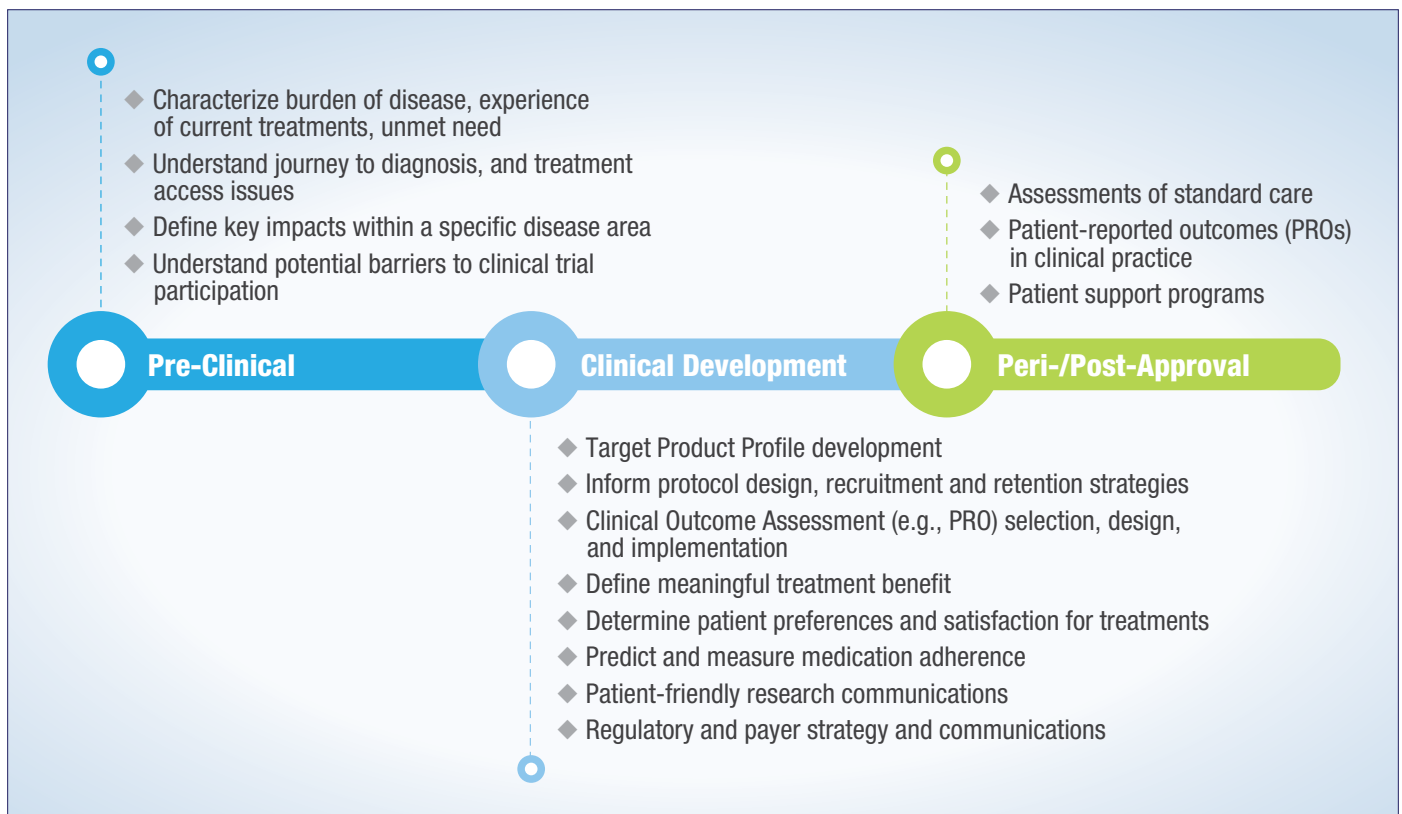 ◆ Characterize burden of disease, experience
of current treatments, unmet need
◆ Understand journey to diagnosis, and treatment
access issues
◆ Define key impacts within a specific disease area
◆ Understand potential barriers to clinical trial
participation
◆ Assessments of standard care
◆ Patient-reported outcomes (PROs)
in clinical practice
◆ Patient support programs
Pre-Clinical
Clinical Development
Peri-/Post-Approval
◆ Target Product Profile development
◆ Inform protocol design, recruitment and retention strategies
◆ Clinical Outcome Assessment (e.g., PRO) selection, design,
and implementation
◆ Define meaningful treatment benefit
◆ Determine patient preferences and satisfaction for treatments
◆ Predict and measure medication adherence
◆ Patient-friendly research communications
◆ Regulatory and payer strategy and communications